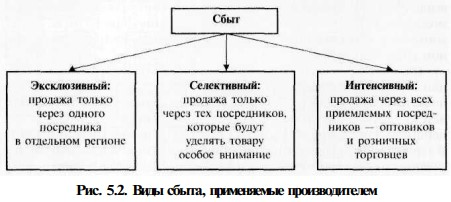 Сбыт
Эксклюзивный:
продажа только
через одного
посредника
в отдельном регионе
Селективный:
продажа только
через тех посредников,
которые будут
уделять товару
особое внимание
Интенсивный:
продажа через всех
приемлемых посред-
ников — оптовиков
и розничных
торговцев
Рис. 5.2. Виды сбыта, применяемые производителем